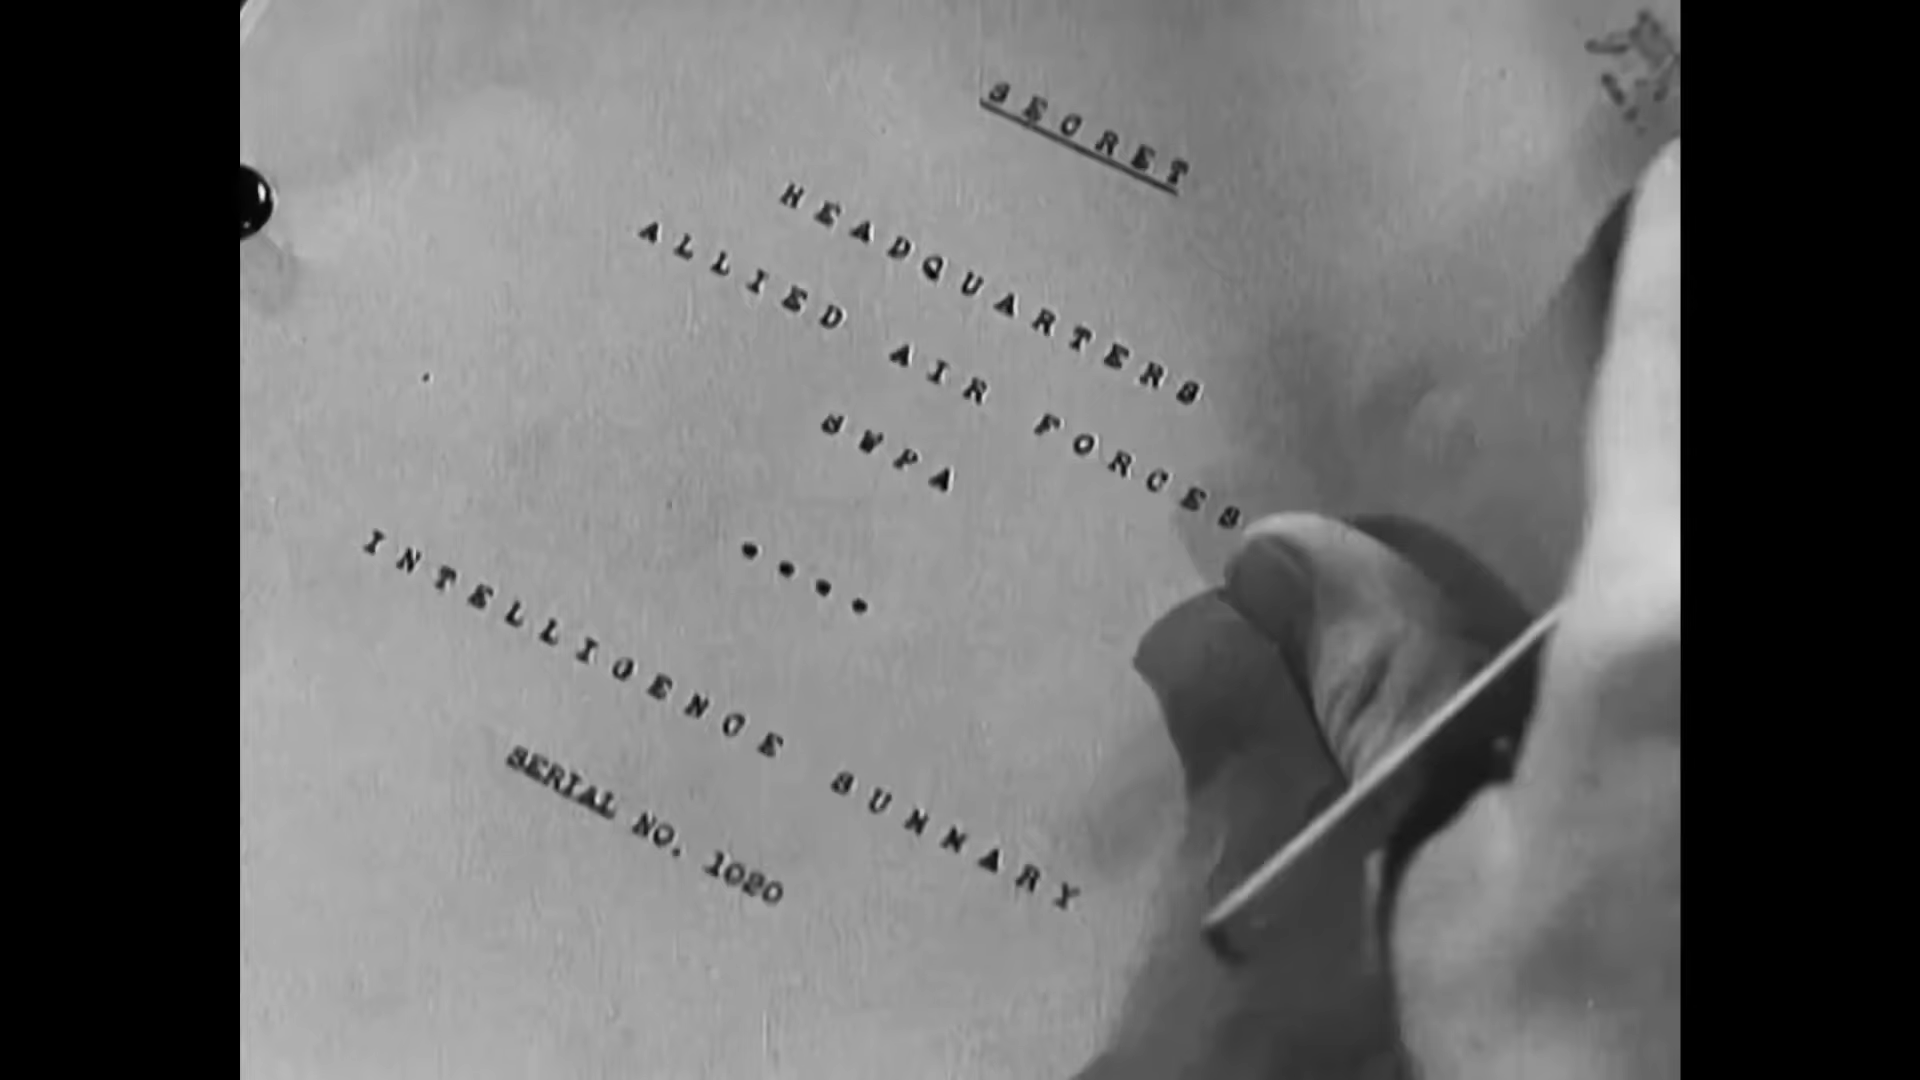 SECRET
HEADQUARTERS
ALLIED AIR FORCES
SWPA
....
INTELLIGENCE SUMMARY
SERIAL NO. 1020